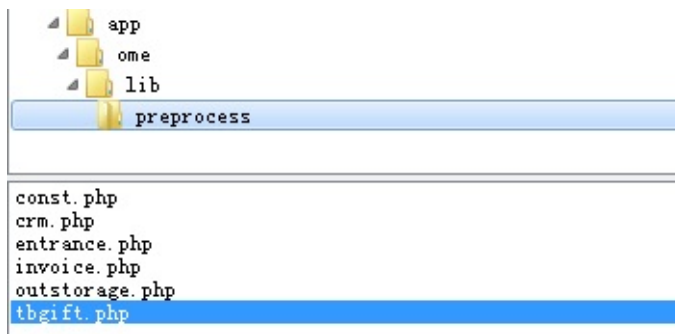 app
ome
lib
preprocess
const.php
crm.php
entrance.php
invoice.php
outstorage.php
tbgift.php